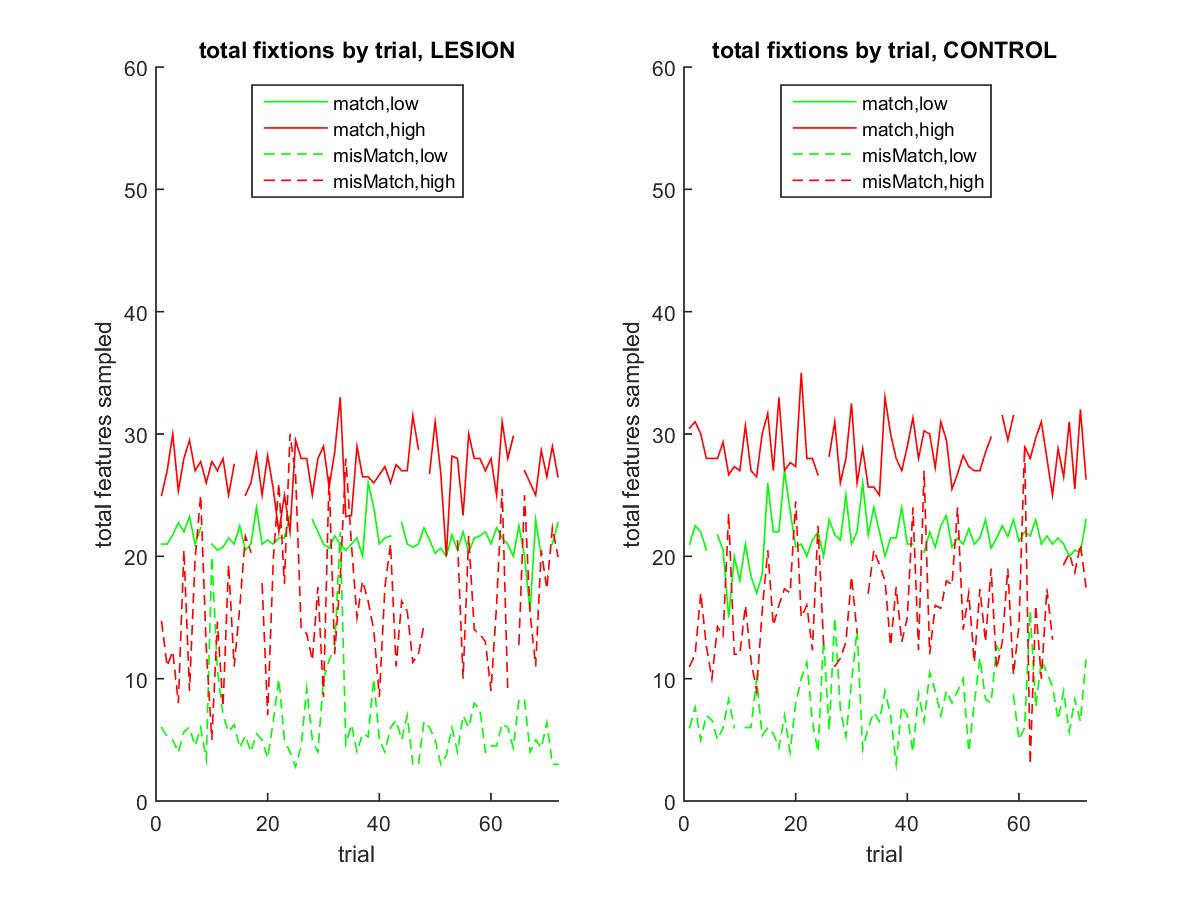 total fixtions by trial, LESION
60
50
40
30
20
10
0
0 20 40 60
total features sampled
trial
match,low
match,high
misMatch,low
misMatch,high
total fixtions by trial, CONTROL
60
50
40
30
20
10
0
0 20 40 60
total features sampled
trial
match,low
match,high
misMatch,low
misMatch,high